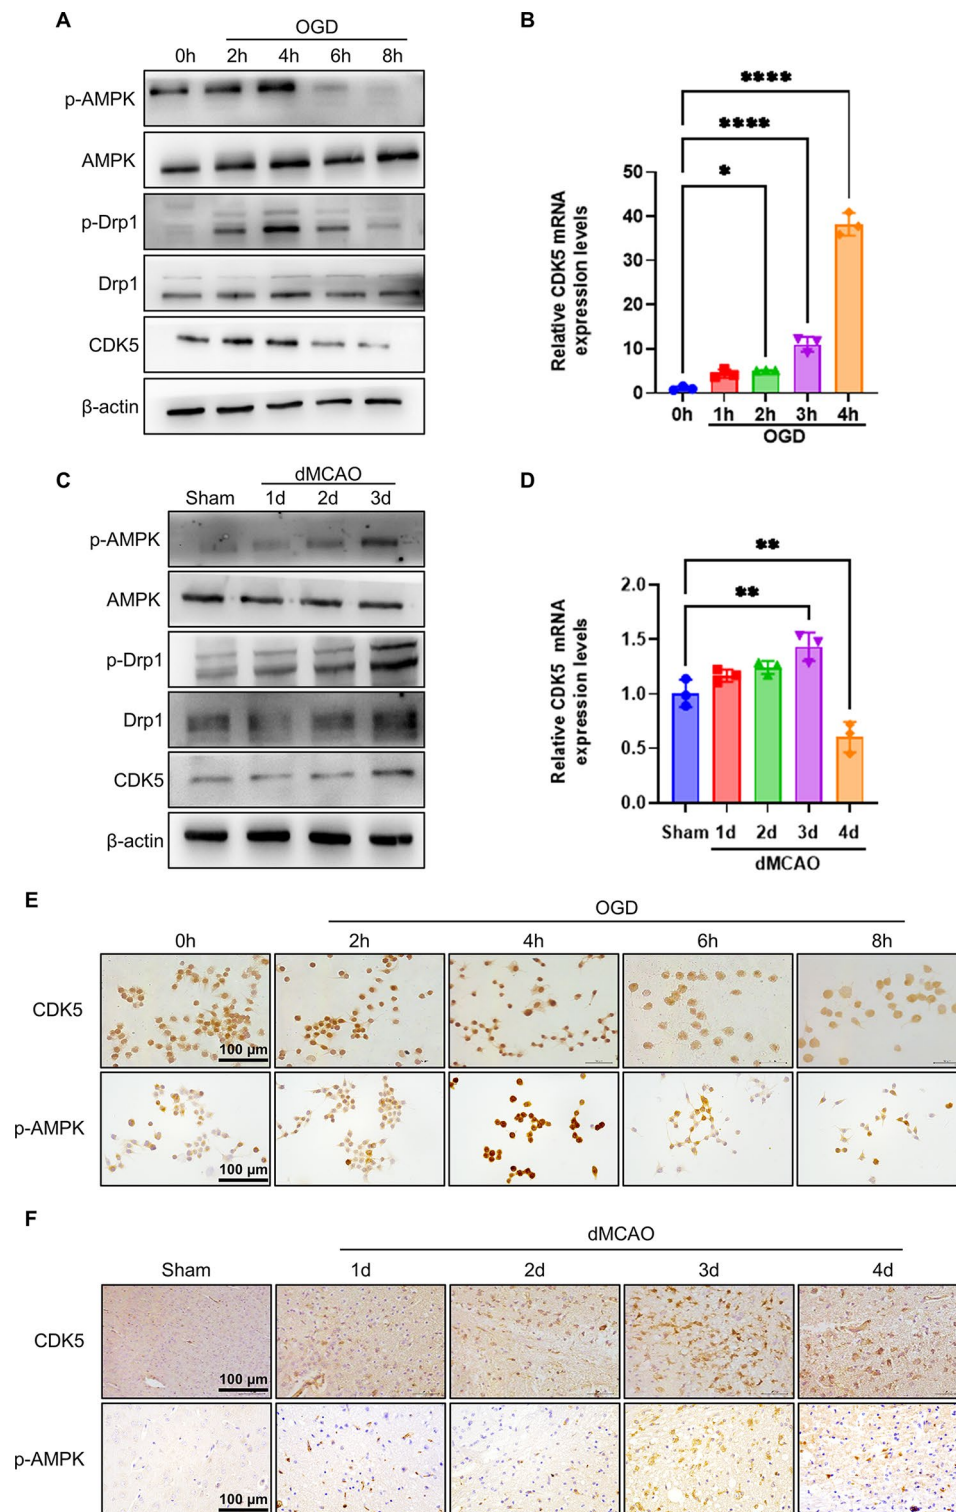 A
OGD
0h 2h 4h 6h 8h
p-AMPK
AMPK
p-Drp1
Drp1
CDK5
β-actin
B
****
****
*
Relative CDK5 mRNA
expression levels
50
40
30
20
10
0
0h 1h 2h 3h 4h
OGD
C
dMCAO
Sham 1d 2d 3d
p-AMPK
AMPK
p-Drp1
Drp1
CDK5
β-actin
D
**
**
Relative CDK5 mRNA
expression levels
2.0
1.5
1.0
0.5
0.0
Sham 1d 2d 3d 4d
dMCAO
E
OGD
0h 2h 4h 6h 8h
CDK5
100 µm
p-AMPK
100 µm
F
dMCAO
Sham 1d 2d 3d 4d
CDK5
100 µm
p-AMPK
100 µm